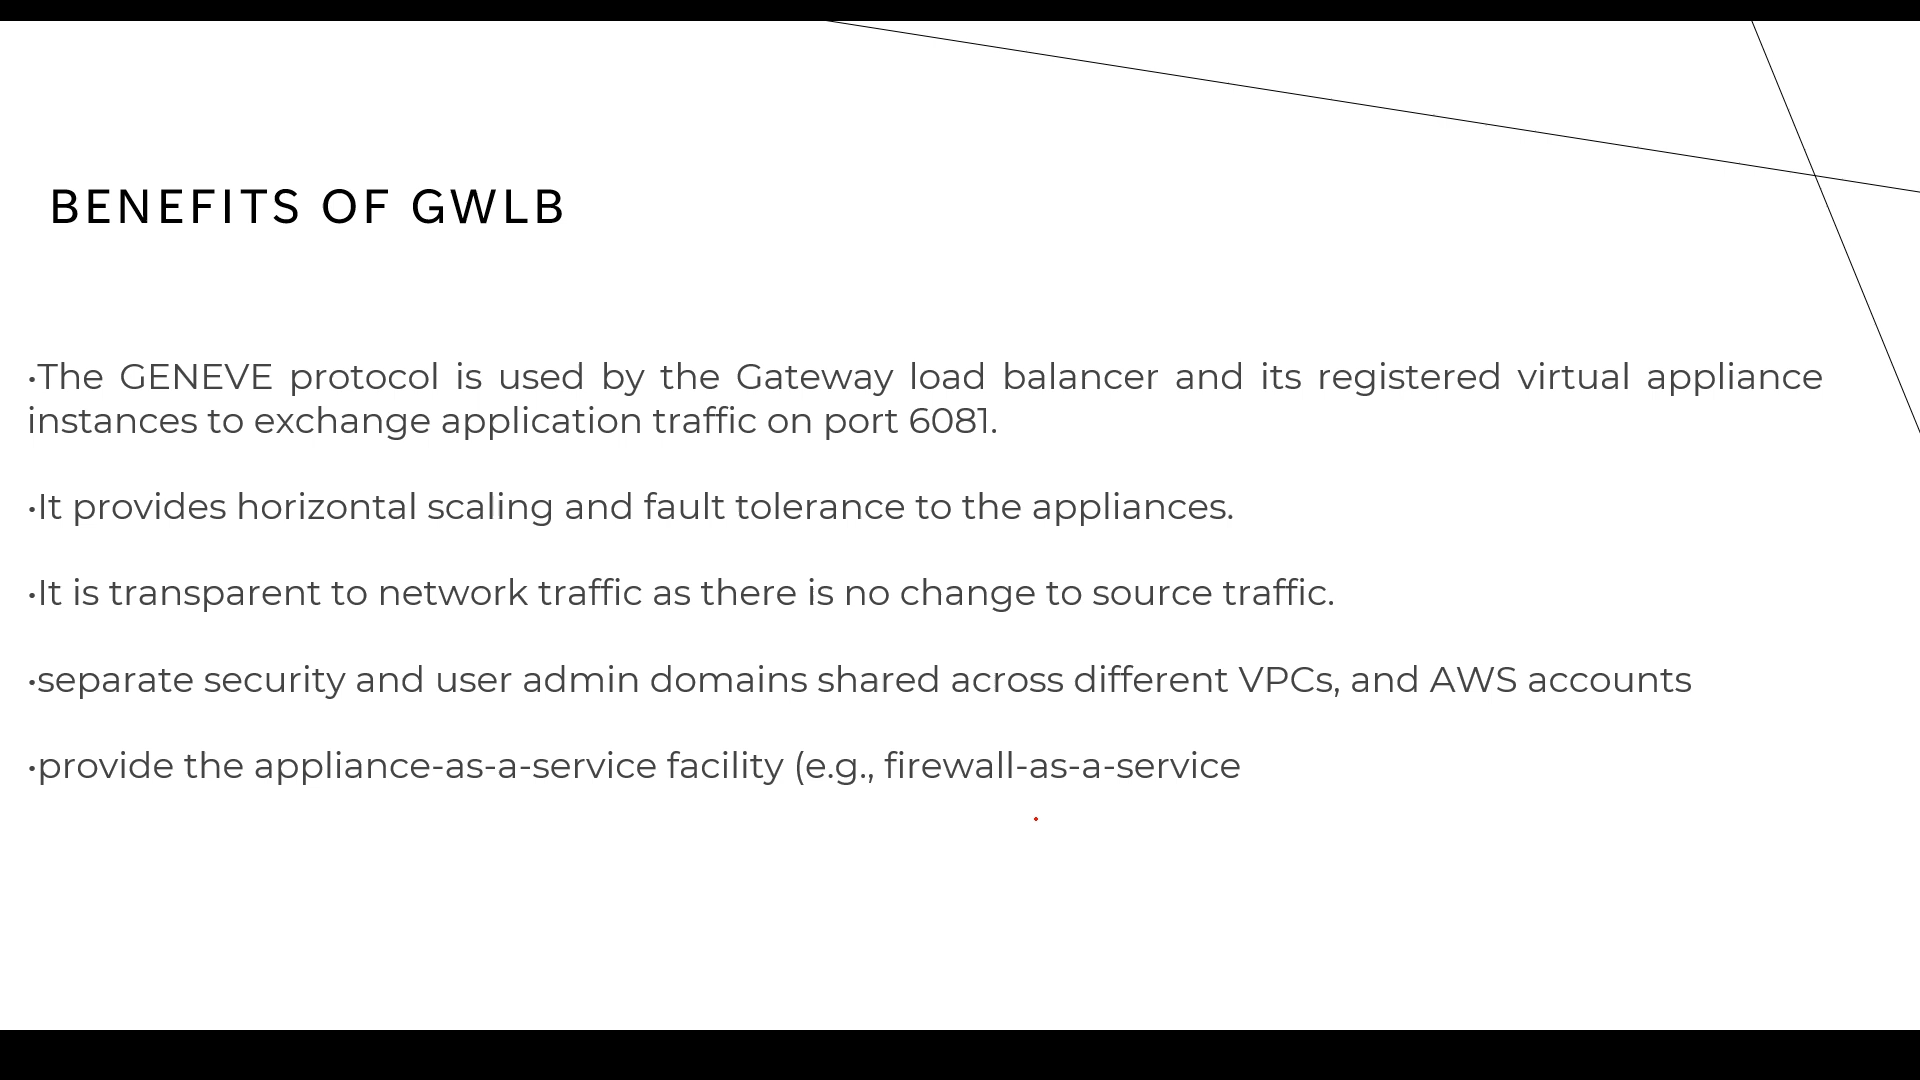 BENEFITS OF GWLB
•The GENEVE protocol is used by the Gateway load balancer and its registered virtual appliance
instances to exchange application traffic on port 6081.
•It provides horizontal scaling and fault tolerance to the appliances.
•It is transparent to network traffic as there is no change to source traffic.
•separate security and user admin domains shared across different VPCs, and AWS accounts
•provide the appliance-as-a-service facility (e.g., firewall-as-a-service